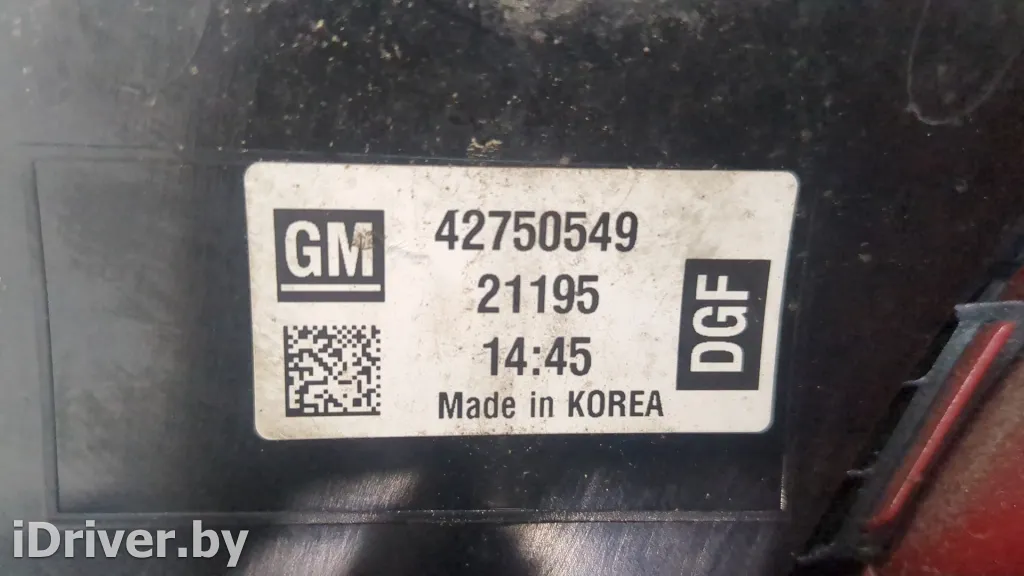 GM
42750549
21195
14:45
Made in KOREA
DGF
iDriver.by